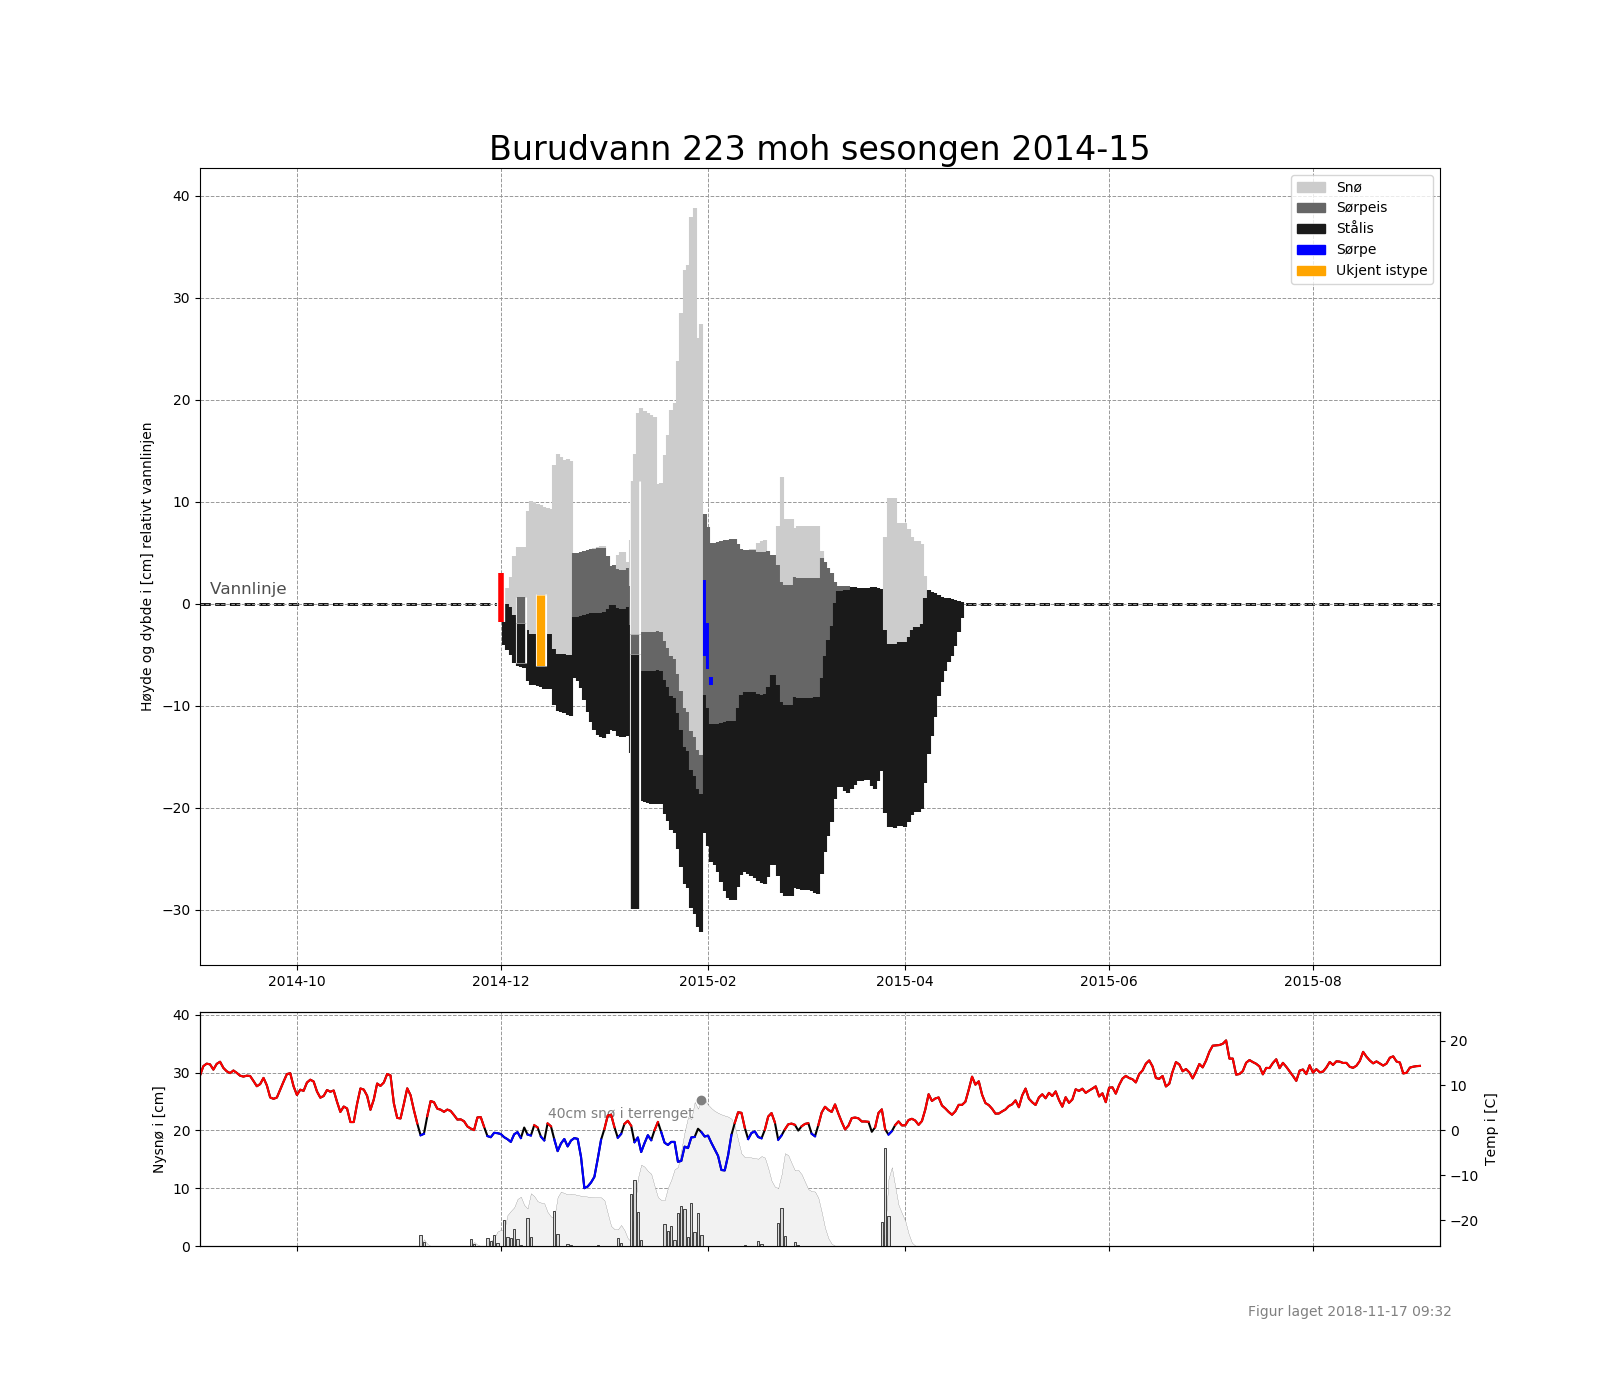 Burudvann 223 moh sesongen 2014-15
Snø
Sørpeis
Stålis
Sørpe
Ukjent istype
Høyde og dybde i [cm] relativt vannlinjen
40
30
20
10
0
−10
−20
−30
Vannlinje
2014-10
2014-12
2015-02
2015-04
2015-06
2015-08
Nysnø i [cm]
40
30
20
10
0
40cm snø i terrenget
20
10
0
−10
−20
Temp i [C]
Figur laget 2018-11-17 09:32